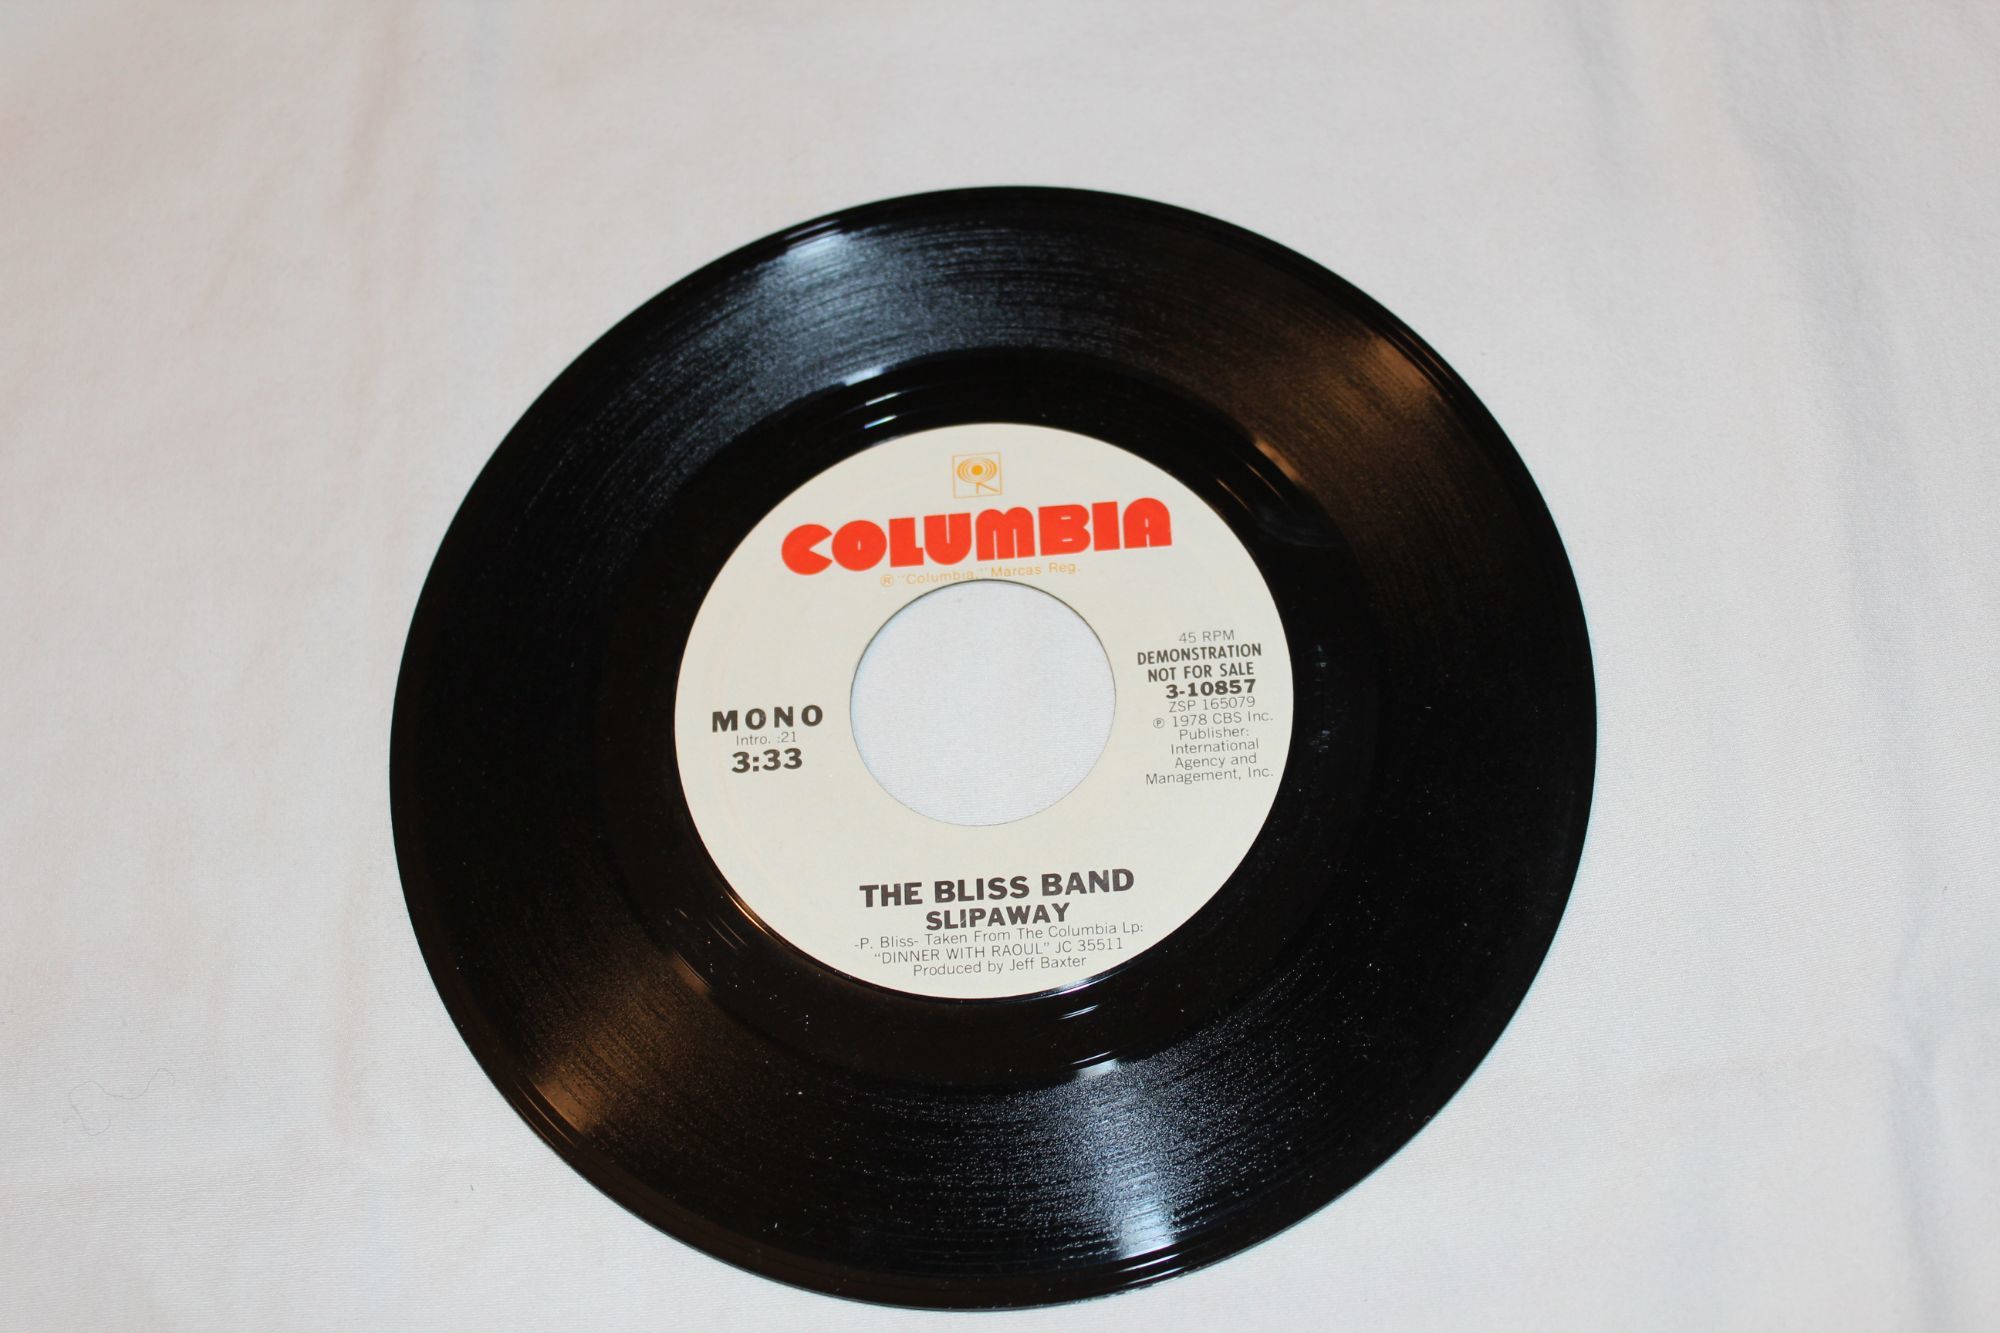 COLUMBIA
® "Columbia," Marcas Reg.
45 RPM
DEMONSTRATION
NOT FOR SALE
3-10857
ZSP 165079
℗ 1978 CBS Inc.
Publisher:
International
Agency and
Management, Inc.
MONO
Intro. :21
3:33
THE BLISS BAND
SLIPAWAY
-P. Bliss- Taken From The Columbia Lp:
"DINNER WITH RAOUL" JC 35511
Produced by Jeff Baxter